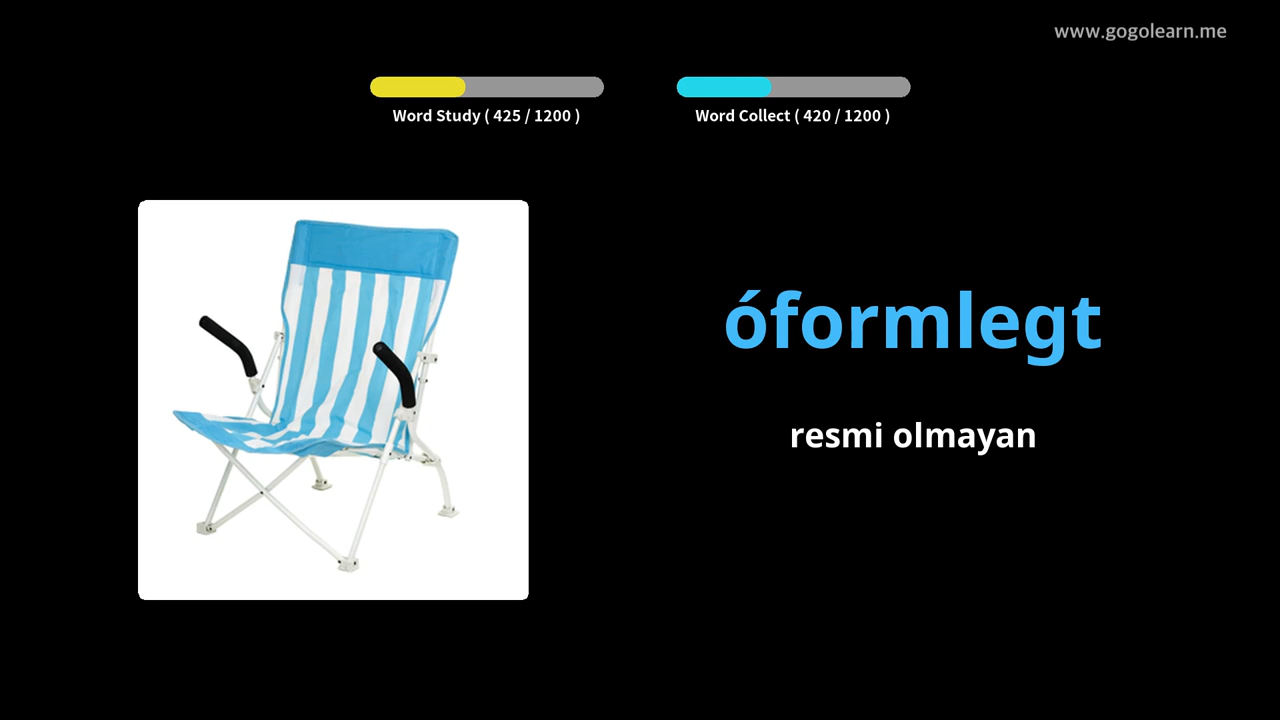 www.gogolearn.me
Word Study ( 425 / 1200 )
Word Collect ( 420 / 1200 )
óformlegt
resmi olmayan